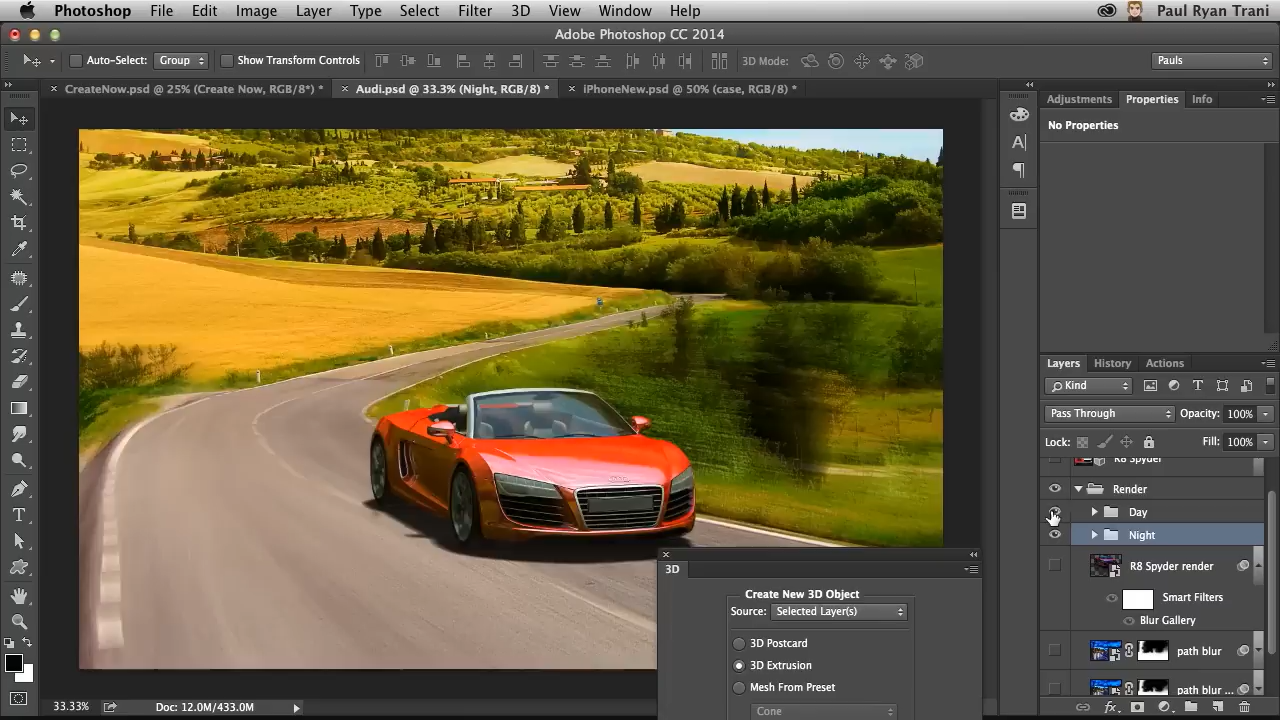 Photoshop File Edit Image Layer Type Select Filter 3D View Window Help Paul Ryan Trani
Adobe Photoshop CC 2014
Auto-Select: Group Show Transform Controls 3D Mode: Pauls
CreateNow.psd @ 25% (Create Now, RGB/8*) * Audi.psd @ 33.3% (Night, RGB/8) * iPhoneNew.psd @ 50% (case, RGB/8) *
Adjustments Properties Info
No Properties
Layers History Actions
Kind
Pass Through Opacity: 100%
Lock: Fill: 100%
R8 Spyder
Render
Day
Night
R8 Spyder render
Smart Filters
Blur Gallery
path blur
path blur ...
3D
Create New 3D Object
Source: Selected Layer(s)
3D Postcard
3D Extrusion
Mesh From Preset
Cone
33.33% Doc: 12.0M/433.0M